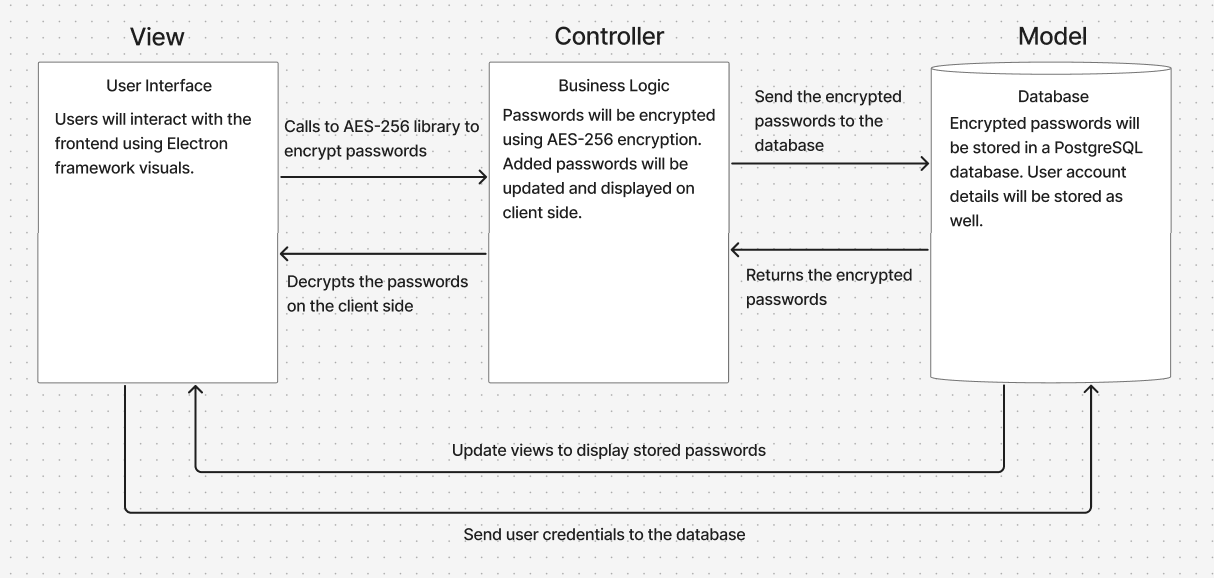 View
Controller
Model
User Interface
Users will interact with the
frontend using Electron
framework visuals.
Calls to AES-256 library to
encrypt passwords
Decrypts the passwords
on the client side
Business Logic
Passwords will be encrypted
using AES-256 encryption.
Added passwords will be
updated and displayed on
client side.
Send the encrypted
passwords to the
database
Returns the encrypted
passwords
Database
Encrypted passwords will
be stored in a PostgreSQL
database. User account
details will be stored as
well.
Update views to display stored passwords
Send user credentials to the database